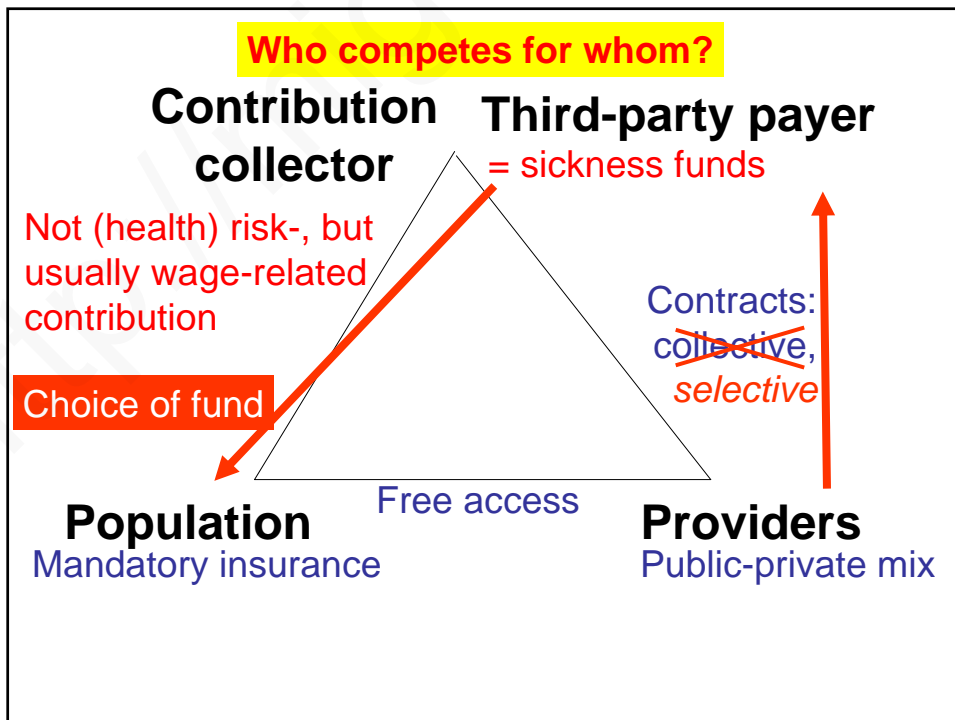 Who competes for whom?
Contribution
collector
Third-party payer
= sickness funds
Not (health) risk-, but
usually wage-related
contribution
Contracts:
collective,
selective
Choice of fund
Free access
Population
Mandatory insurance
Providers
Public-private mix